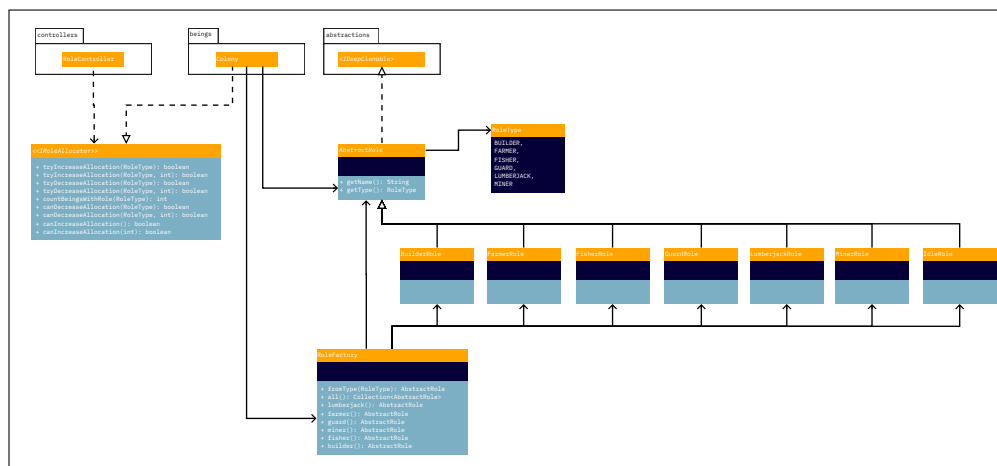 controllers
RoleController
beings
Colony
abstractions
<IDeepClonable>
<<IRoleAllocator>>
+ tryIncreaseAllocation(RoleType): boolean
+ tryIncreaseAllocation(RoleType, int): boolean
+ tryDecreaseAllocation(RoleType): boolean
+ tryDecreaseAllocation(RoleType, int): boolean
+ countBeingsWithRole(RoleType): int
+ canDecreaseAllocation(RoleType): boolean
+ canDecreaseAllocation(RoleType, int): boolean
+ canIncreaseAllocation(): boolean
+ canIncreaseAllocation(int): boolean
AbstractRole
+ getName(): String
+ getType(): RoleType
RoleType
BUILDER,
FARMER,
FISHER,
GUARD,
LUMBERJACK,
MINER
BuilderRole
FarmerRole
FisherRole
GuardRole
LumberjackRole
MinerRole
IdleRole
RoleFactory
+ fromType(RoleType): AbstractRole
+ all(): Collection<AbstractRole>
+ lumberjack(): AbstractRole
+ farmer(): AbstractRole
+ guard(): AbstractRole
+ miner(): AbstractRole
+ fisher(): AbstractRole
+ builder(): AbstractRole